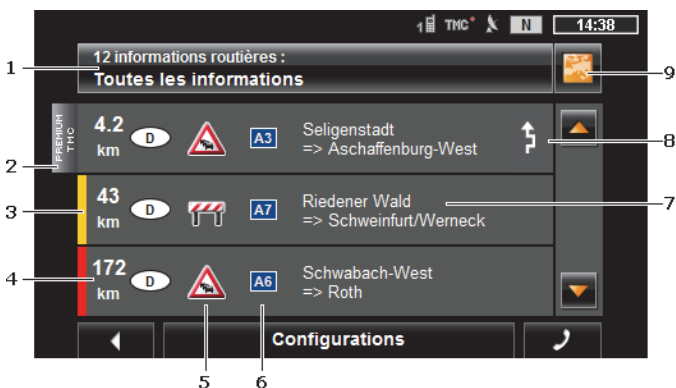 1 TMC N 14:38
12 informations routières :
Toutes les informations
1
9
PREMIUM
TMC
2
4.2
km
D
A3
Seligenstadt
=> Aschaffenburg-West
8
3
43
km
D
A7
Riedener Wald
=> Schweinfurt/Werneck
7
4
172
km
D
A6
Schwabach-West
=> Roth
Configurations
5
6